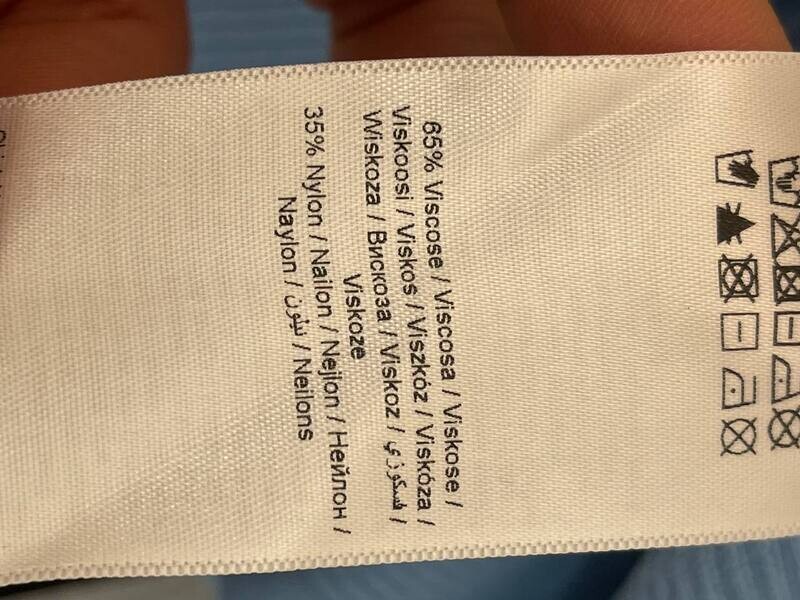 65% Viscose / Viscosa / Viskose /
Viskoosi / Viskos / Viszkóz / Viskóza /
Wiskoza / Вискоза / Viskoz / فسكوزي /
Viskoze
35% Nylon / Nailon / Nejlon / Нейлон /
Naylon / نيلون / Neilons